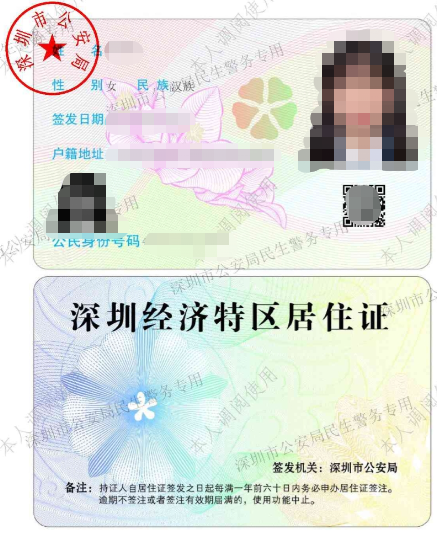 深圳市公安局
姓 名
性 别 女 民 族 汉族
签发日期
户籍地址
公民身份号码
深圳市公安局民生警务专用
本人调阅使用
深圳经济特区居住证
签发机关：深圳市公安局
备注：持证人自居住证签发之日起每满一年前六十日内务必申办居住证签注。
逾期不签注或者签注有效期届满的，使用功能中止。